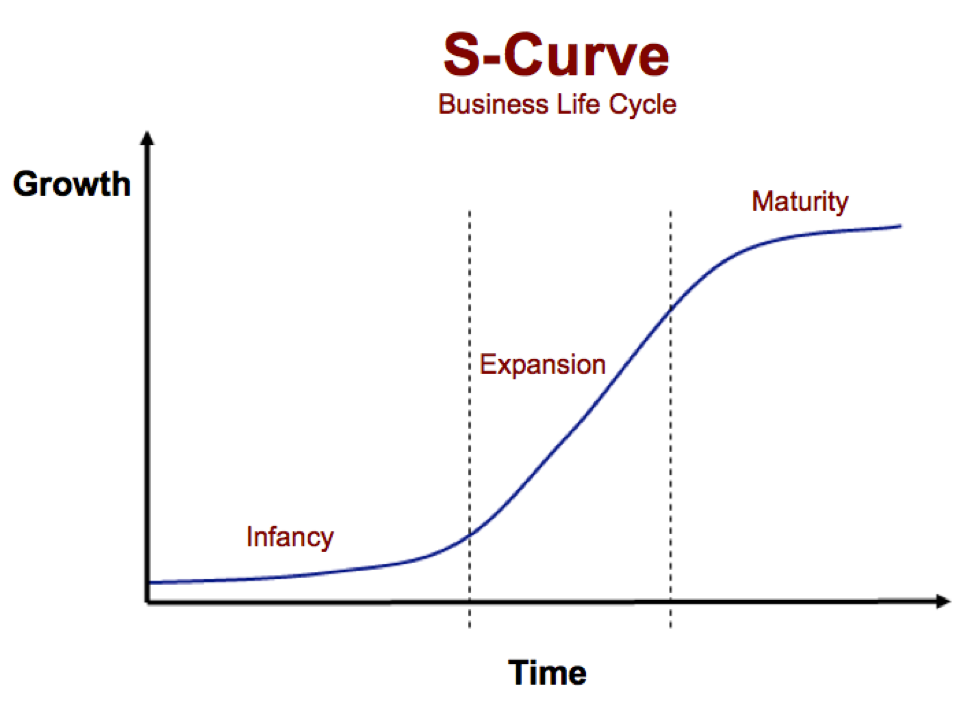 S-Curve
Business Life Cycle
Growth
Maturity
Expansion
Infancy
Time